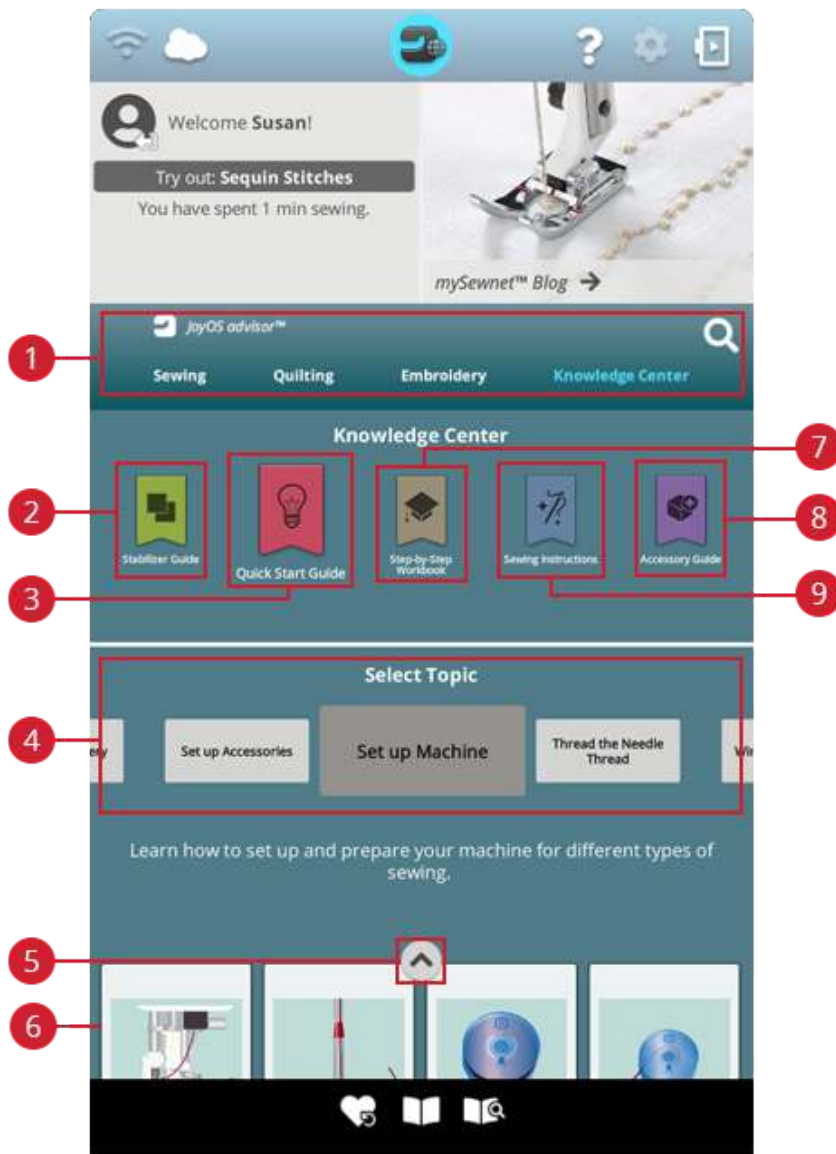 Welcome Susan!
Try out: Sequin Stitches
You have spent 1 min sewing.
mySewnet™ Blog
JoyOS advisor™
1
Sewing Quilting Embroidery Knowledge Center
Knowledge Center
7
2
8
Stabilizer Guide
Quick Start Guide
Step-by-Step
Workbook
Sewing Instructions
Accessory Guide
3
9
Select Topic
4
Set up Accessories
Set up Machine
Thread the Needle
Thread
Learn how to set up and prepare your machine for different types of
sewing.
5
6